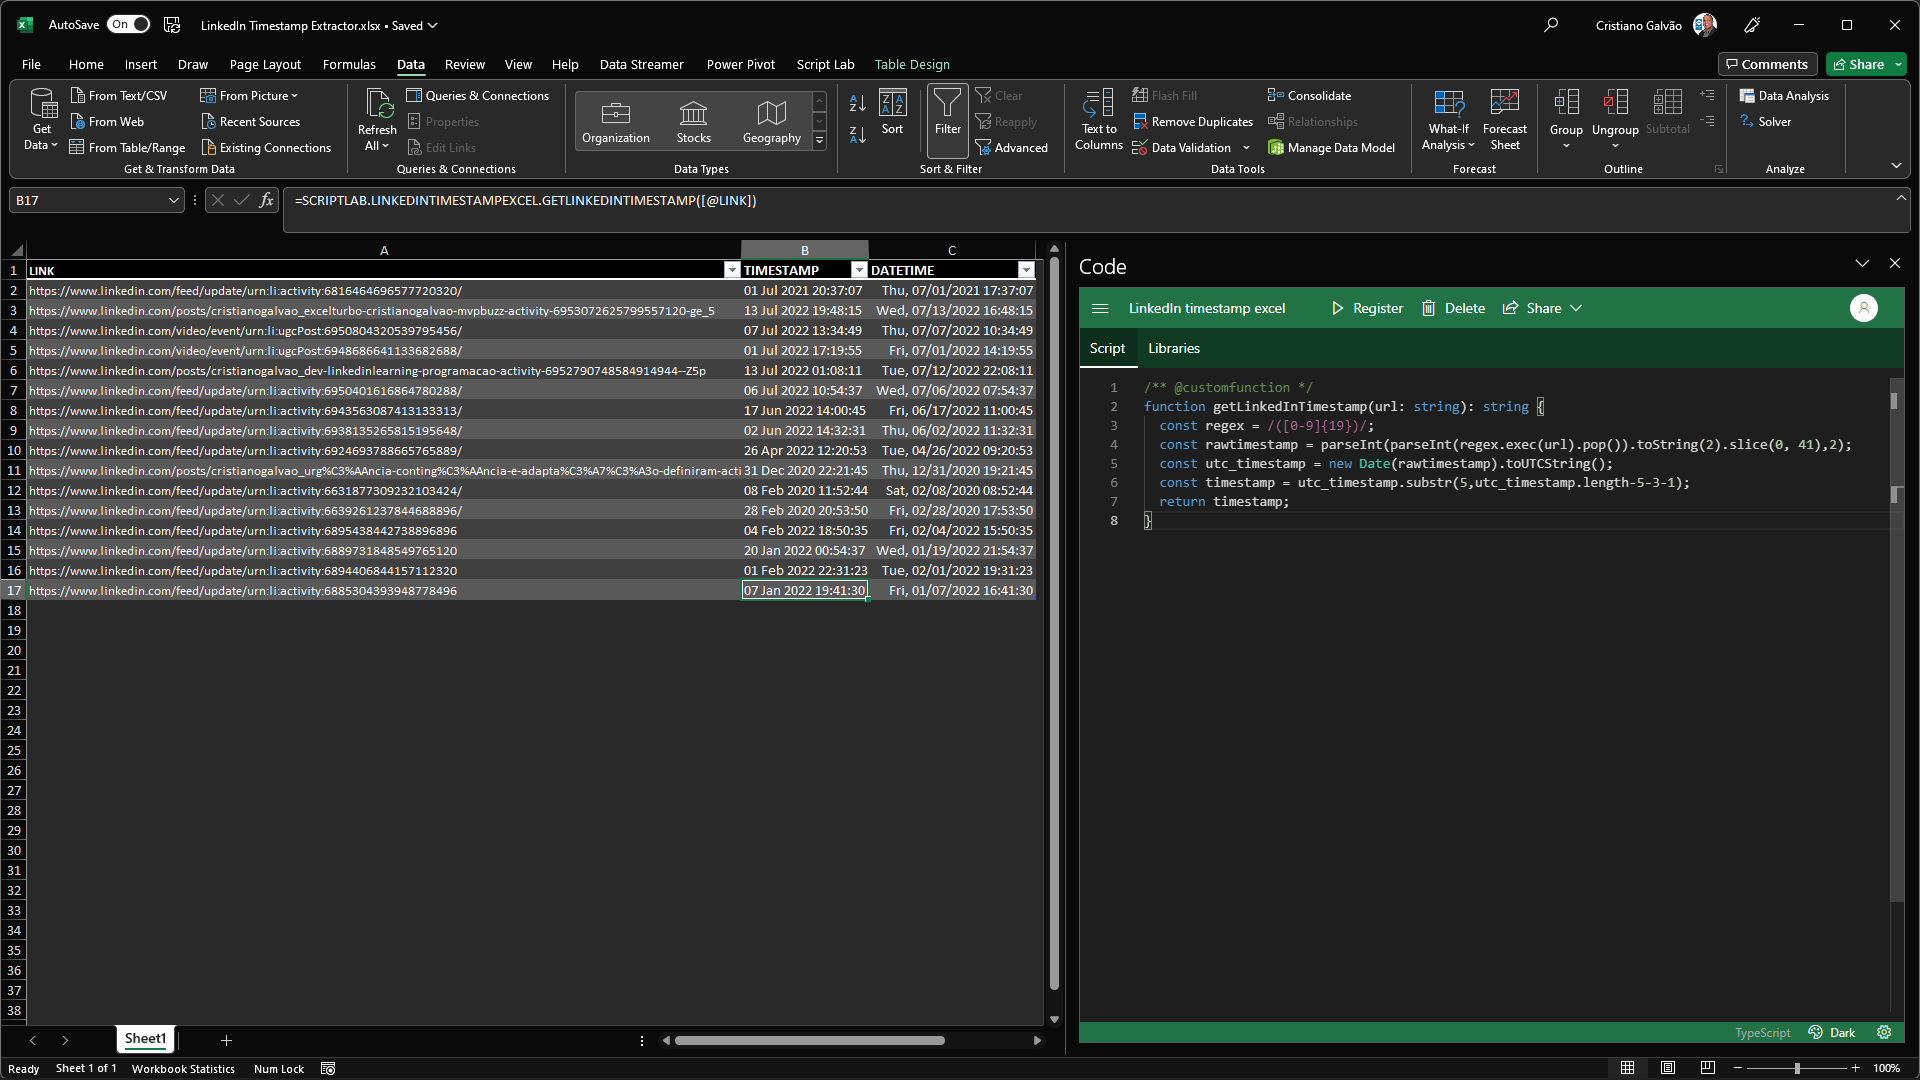 AutoSave On LinkedIn Timestamp Extractor.xlsx • Saved Cristiano Galvão
File Home Insert Draw Page Layout Formulas Data Review View Help Data Streamer Power Pivot Script Lab Table Design Comments Share
Get Data
From Text/CSV
From Web
From Table/Range
From Picture
Recent Sources
Existing Connections
Get & Transform Data
Refresh All
Queries & Connections
Properties
Edit Links
Queries & Connections
Organization Stocks Geography
Data Types
Sort
Filter
Clear
Reapply
Advanced
Sort & Filter
Text to Columns
Flash Fill
Remove Duplicates
Data Validation
Consolidate
Relationships
Manage Data Model
Data Tools
What-If Analysis
Forecast Sheet
Forecast
Group
Ungroup
Subtotal
Outline
Data Analysis
Solver
Analyze
B17 fx =SCRIPTLAB.LINKEDINTIMESTAMPEXCEL.GETLINKEDINTIMESTAMP([@LINK])
A B C
1 LINK TIMESTAMP DATETIME
2 https://www.linkedin.com/feed/update/urn:li:activity:6816464696577720320/ 01 Jul 2021 20:37:07 Thu, 07/01/2021 17:37:07
3 https://www.linkedin.com/posts/cristianogalvao_excelturbo-cristianogalvao-mvpbuzz-activity-6953072625799557120-ge_5 13 Jul 2022 19:48:15 Wed, 07/13/2022 16:48:15
4 https://www.linkedin.com/video/event/urn:li:ugcPost:6950804320539795456/ 07 Jul 2022 13:34:49 Thu, 07/07/2022 10:34:49
5 https://www.linkedin.com/video/event/urn:li:ugcPost:6948686641133682688/ 01 Jul 2022 17:19:55 Fri, 07/01/2022 14:19:55
6 https://www.linkedin.com/posts/cristianogalvao_dev-linkedinlearning-programacao-activity-6952790748584914944--Z5p 13 Jul 2022 01:08:11 Tue, 07/12/2022 22:08:11
7 https://www.linkedin.com/feed/update/urn:li:activity:6950401616864780288/ 06 Jul 2022 10:54:37 Wed, 07/06/2022 07:54:37
8 https://www.linkedin.com/feed/update/urn:li:activity:6943563087413133313/ 17 Jun 2022 14:00:45 Fri, 06/17/2022 11:00:45
9 https://www.linkedin.com/feed/update/urn:li:activity:6938135265815195648/ 02 Jun 2022 14:32:31 Thu, 06/02/2022 11:32:31
10 https://www.linkedin.com/feed/update/urn:li:activity:6924693788665765889/ 26 Apr 2022 12:20:53 Tue, 04/26/2022 09:20:53
11 https://www.linkedin.com/posts/cristianogalvao_urg%C3%AAncia-conting%C3%AAncia-e-adapta%C3%A7%C3%A3o-definiram-acti 31 Dec 2020 22:21:45 Thu, 12/31/2020 19:21:45
12 https://www.linkedin.com/feed/update/urn:li:activity:6631877309232103424/ 08 Feb 2020 11:52:44 Sat, 02/08/2020 08:52:44
13 https://www.linkedin.com/feed/update/urn:li:activity:6639261237844688896/ 28 Feb 2020 20:53:50 Fri, 02/28/2020 17:53:50
14 https://www.linkedin.com/feed/update/urn:li:activity:6895438442738896896 04 Feb 2022 18:50:35 Fri, 02/04/2022 15:50:35
15 https://www.linkedin.com/feed/update/urn:li:activity:6889731848549765120 20 Jan 2022 00:54:37 Wed, 01/19/2022 21:54:37
16 https://www.linkedin.com/feed/update/urn:li:activity:6894406844157112320 01 Feb 2022 22:31:23 Tue, 02/01/2022 19:31:23
17 https://www.linkedin.com/feed/update/urn:li:activity:6885304393948778496 07 Jan 2022 19:41:30 Fri, 01/07/2022 16:41:30
18
19
20
21
22
23
24
25
26
27
28
29
30
31
32
33
34
35
36
37
38
Code
LinkedIn timestamp excel Register Delete Share
Script Libraries
1 /** @customfunction */
2 function getLinkedInTimestamp(url: string): string {
3 const regex = /([0-9]{19})/;
4 const rawtimestamp = parseInt(parseInt(regex.exec(url).pop()).toString(2).slice(0, 41),2);
5 const utc_timestamp = new Date(rawtimestamp).toUTCString();
6 const timestamp = utc_timestamp.substr(5,utc_timestamp.length-5-3-1);
7 return timestamp;
8 }
TypeScript Dark
Sheet1
Ready Sheet 1 of 1 Workbook Statistics Num Lock 100%